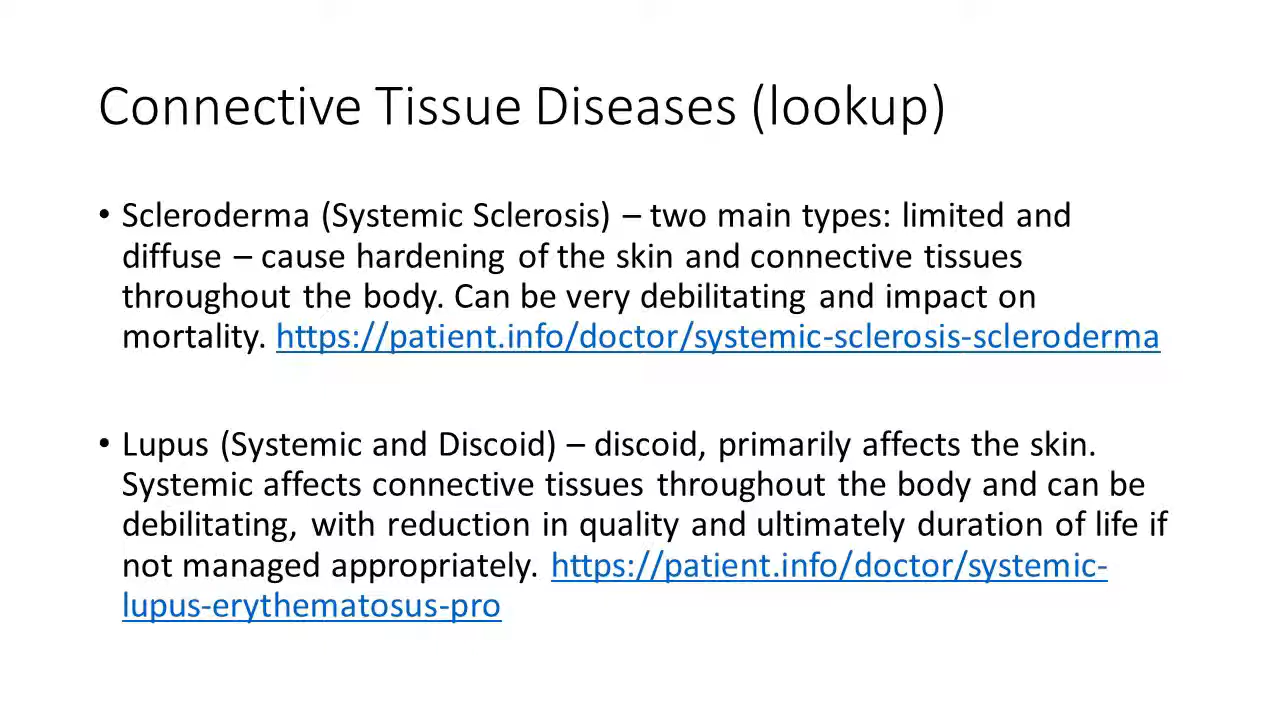 Connective Tissue Diseases (lookup)
• Scleroderma (Systemic Sclerosis) – two main types: limited and
diffuse – cause hardening of the skin and connective tissues
throughout the body. Can be very debilitating and impact on
mortality. https://patient.info/doctor/systemic-sclerosis-scleroderma
• Lupus (Systemic and Discoid) – discoid, primarily affects the skin.
Systemic affects connective tissues throughout the body and can be
debilitating, with reduction in quality and ultimately duration of life if
not managed appropriately. https://patient.info/doctor/systemic-
lupus-erythematosus-pro